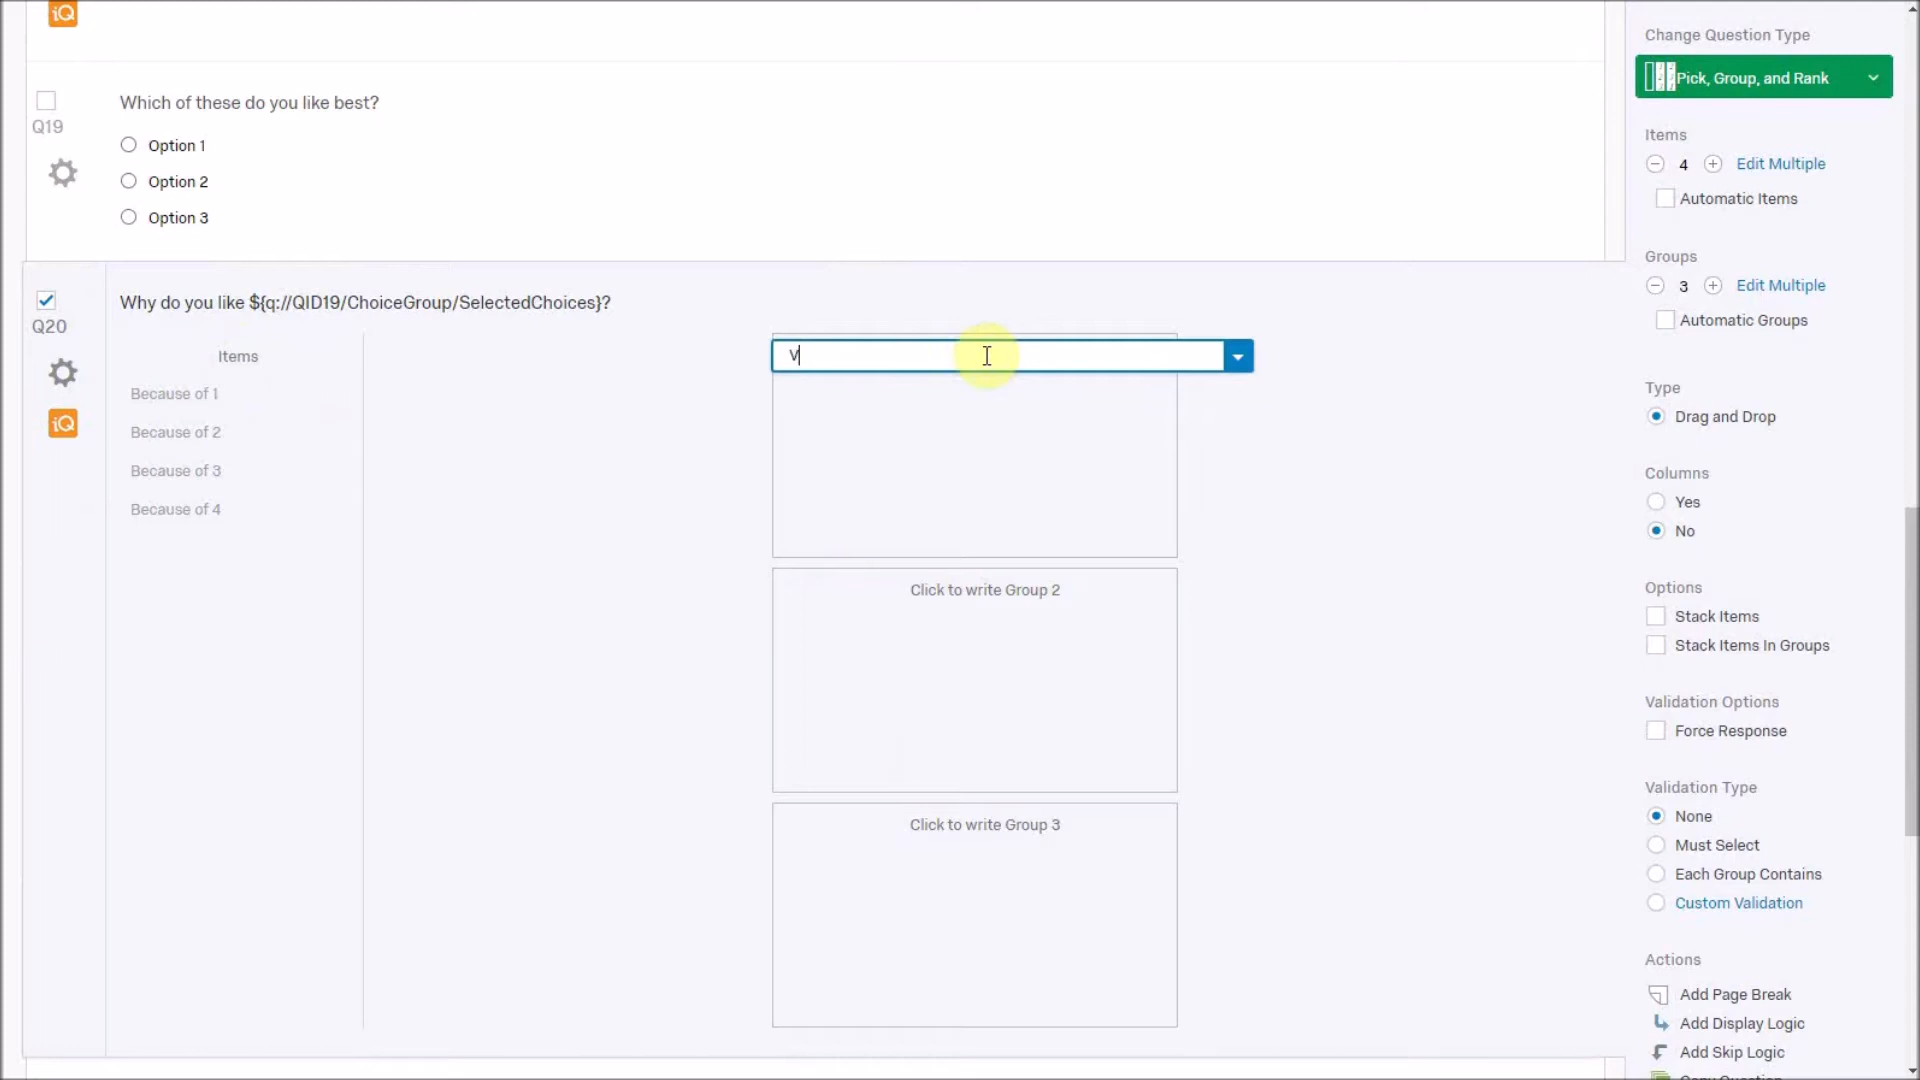 iQ
Which of these do you like best?
Q19
Option 1
Option 2
Option 3
Q20
Why do you like ${q://QID19/ChoiceGroup/SelectedChoices}?
Items
V
Because of 1
Because of 2
Because of 3
Because of 4
iQ
Click to write Group 2
Click to write Group 3
Change Question Type
Pick, Group, and Rank
Items
4 Edit Multiple
Automatic Items
Groups
3 Edit Multiple
Automatic Groups
Type
Drag and Drop
Columns
Yes
No
Options
Stack Items
Stack Items In Groups
Validation Options
Force Response
Validation Type
None
Must Select
Each Group Contains
Custom Validation
Actions
Add Page Break
Add Display Logic
Add Skip Logic
Copy Question